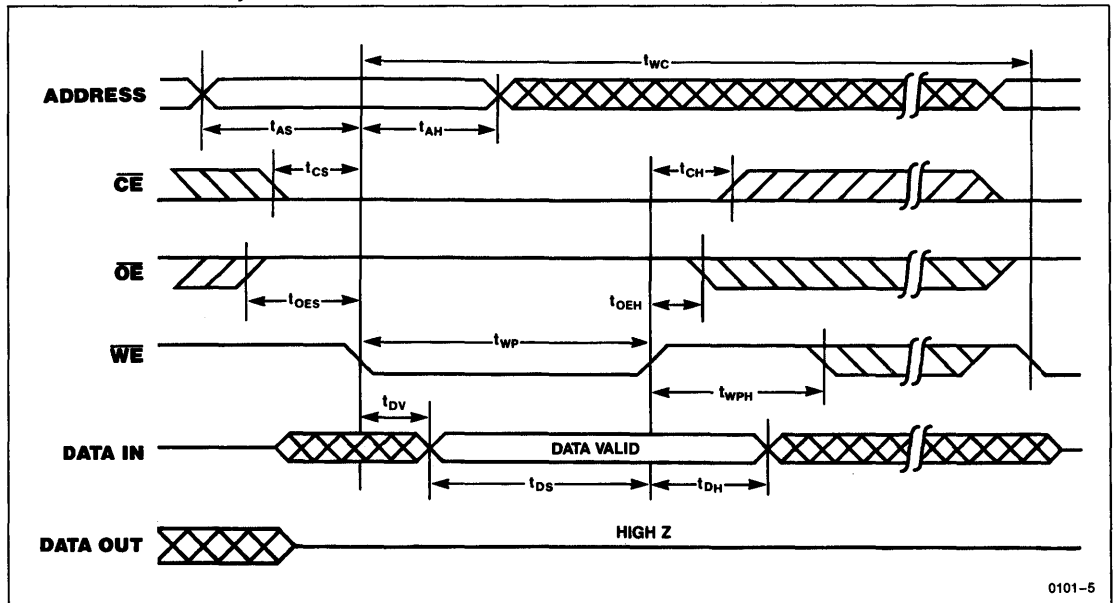 tWC
ADDRESS
tAS
tAH
CE
tCS
tCH
OE
tOES
tOEH
WE
tWP
tWPH
tDV
DATA IN
DATA VALID
tDS
tDH
DATA OUT
HIGH Z
0101-5